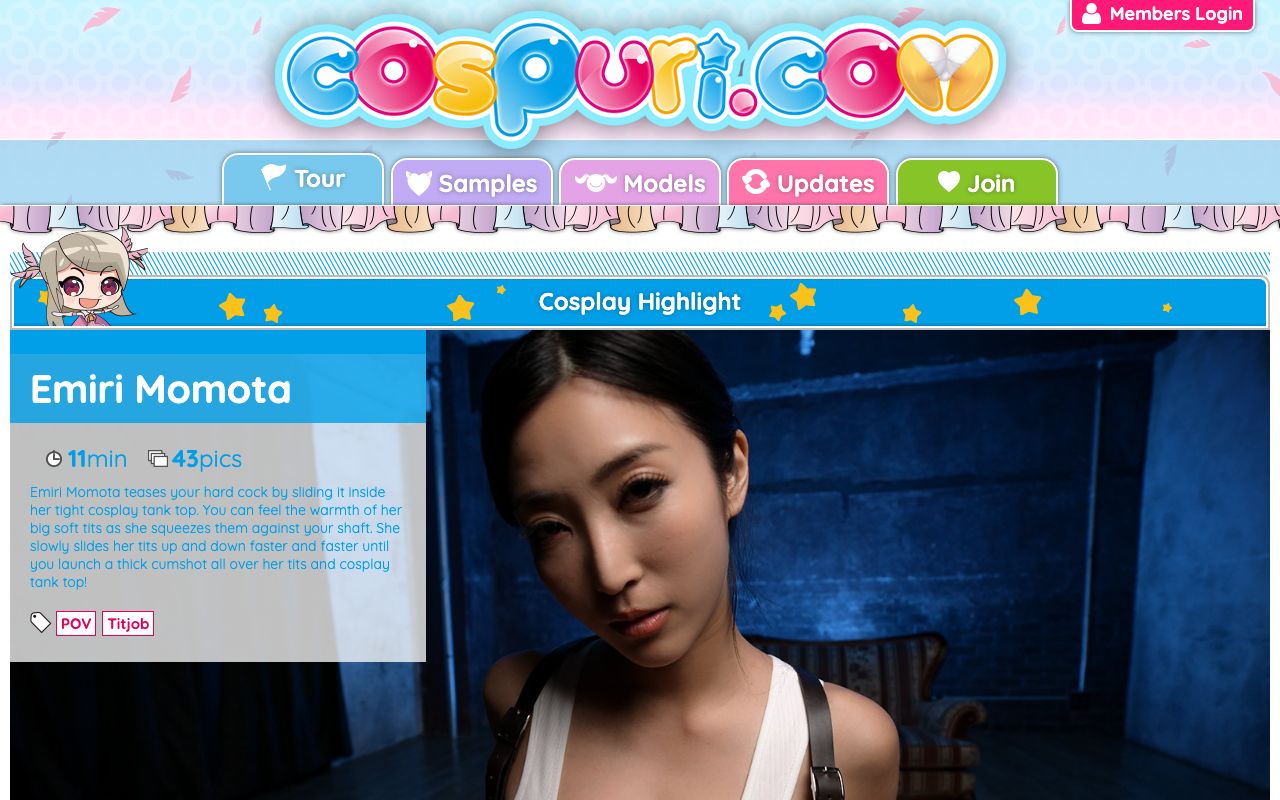 Members Login
cospuri.com
Tour
Samples
Models
Updates
Join
Cosplay Highlight
Emiri Momota
11min 43pics
Emiri Momota teases your hard cock by sliding it inside
her tight cosplay tank top. You can feel the warmth of her
big soft tits as she squeezes them against your shaft. She
slowly slides her tits up and down faster and faster until
you launch a thick cumshot all over her tits and cosplay
tank top!
POV Titjob